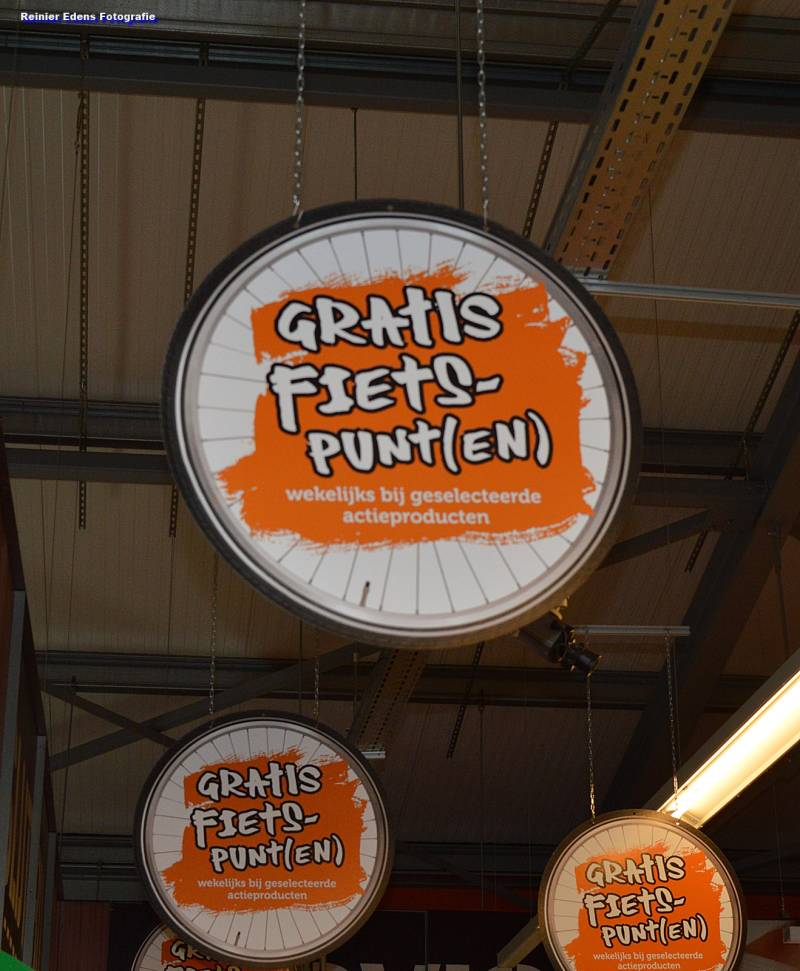 Reinier Edens Fotografie
GRATIS
FIETS-
PUNT(EN)
wekelijks bij geselecteerde
actieproducten
GRATIS
FIETS-
PUNT(EN)
wekelijks bij geselecteerde
actieproducten
GRATIS
FIETS-
PUNT(EN)
wekelijks bij geselecteerde
actieproducten